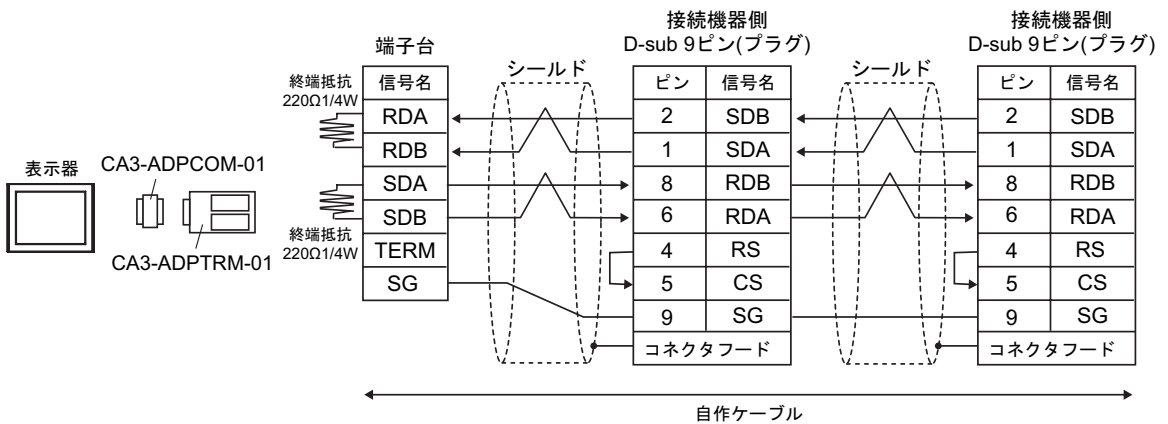 接続機器側
D-sub 9ピン(プラグ)
接続機器側
D-sub 9ピン(プラグ)
端子台
シールド
シールド
終端抵抗
220Ω1/4W
信号名
RDA
RDB
SDA
SDB
TERM
SG
終端抵抗
220Ω1/4W
表示器
CA3-ADPCOM-01
CA3-ADPTRM-01
ピン 信号名
2 SDB
1 SDA
8 RDB
6 RDA
4 RS
5 CS
9 SG
コネクタフード
ピン 信号名
2 SDB
1 SDA
8 RDB
6 RDA
4 RS
5 CS
9 SG
コネクタフード
自作ケーブル